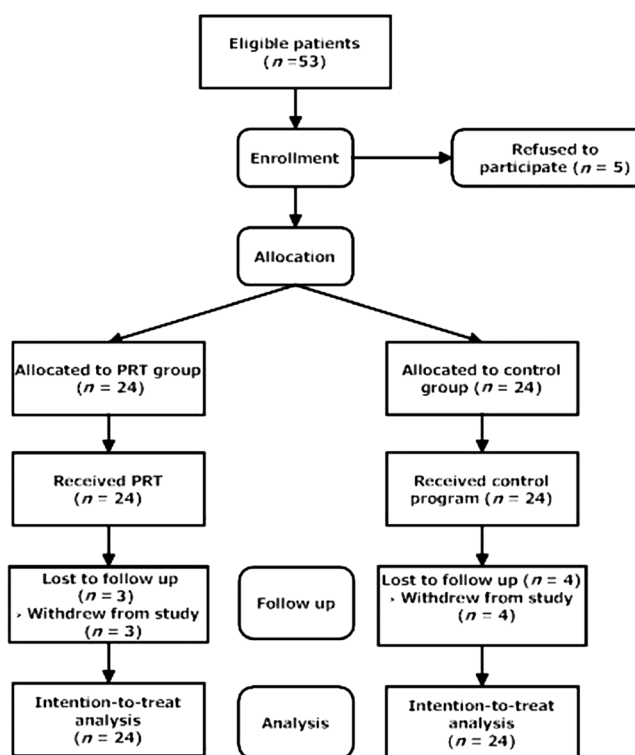 Eligible patients
(n =53)
Enrollment
Refused to
participate (n = 5)
Allocation
Allocated to PRT group
(n = 24)
Allocated to control
group (n = 24)
Received PRT
(n = 24)
Received control
program (n = 24)
Lost to follow up
(n = 3)
› Withdrew from study
(n = 3)
Follow up
Lost to follow up (n = 4)
› Withdrew from study
(n = 4)
Intention-to-treat
analysis
(n = 24)
Analysis
Intention-to-treat
analysis
(n = 24)